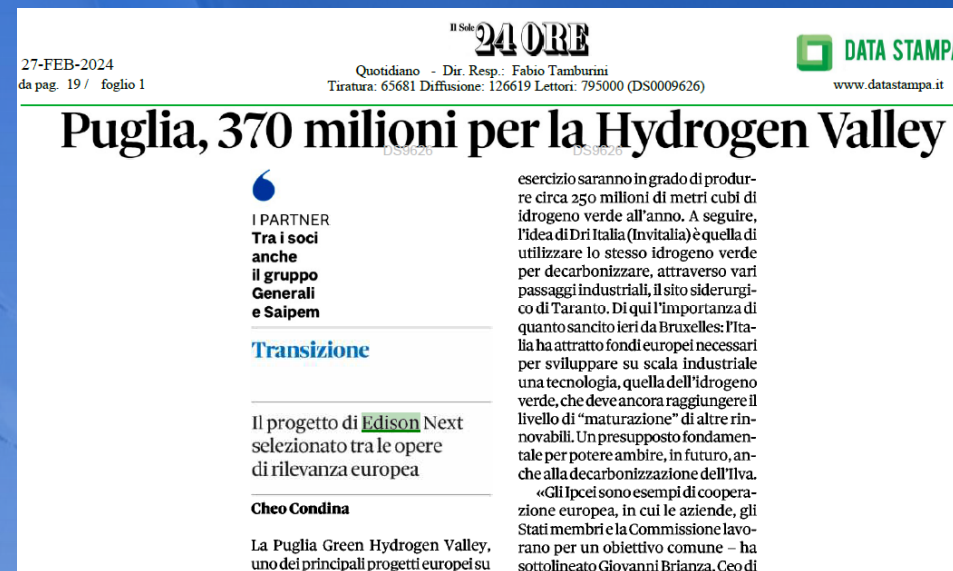 Il Sole
24 ORE
27-FEB-2024
da pag. 19 / foglio 1
Quotidiano - Dir. Resp.: Fabio Tamburini
Tiratura: 65681 Diffusione: 126619 Lettori: 795000 (DS0009626)
DATA STAMPA
www.datastampa.it
Puglia, 370 milioni per la Hydrogen Valley
DS9626
DS9626
I PARTNER
Tra i soci
anche
il gruppo
Generali
e Saipem
Transizione
Il progetto di Edison Next
selezionato tra le opere
di rilevanza europea
Cheo Condina
La Puglia Green Hydrogen Valley,
uno dei principali progetti europei su
esercizio saranno in grado di produr-
re circa 250 milioni di metri cubi di
idrogeno verde all'anno. A seguire,
l'idea di Dri Italia (Invitalia) è quella di
utilizzare lo stesso idrogeno verde
per decarbonizzare, attraverso vari
passaggi industriali, il sito siderurgi-
co di Taranto. Di qui l'importanza di
quanto sancito ieri da Bruxelles: l'Ita-
lia ha attratto fondi europei necessari
per sviluppare su scala industriale
una tecnologia, quella dell'idrogeno
verde, che deve ancora raggiungere il
livello di "maturazione" di altre rin-
novabili. Un presupposto fondamen-
tale per potere ambire, in futuro, an-
che alla decarbonizzazione dell'Ilva.
«Gli Ipcei sono esempi di coopera-
zione europea, in cui le aziende, gli
Stati membri e la Commissione lavo-
rano per un obiettivo comune – ha
sottolineato Giovanni Brianza, Ceo di